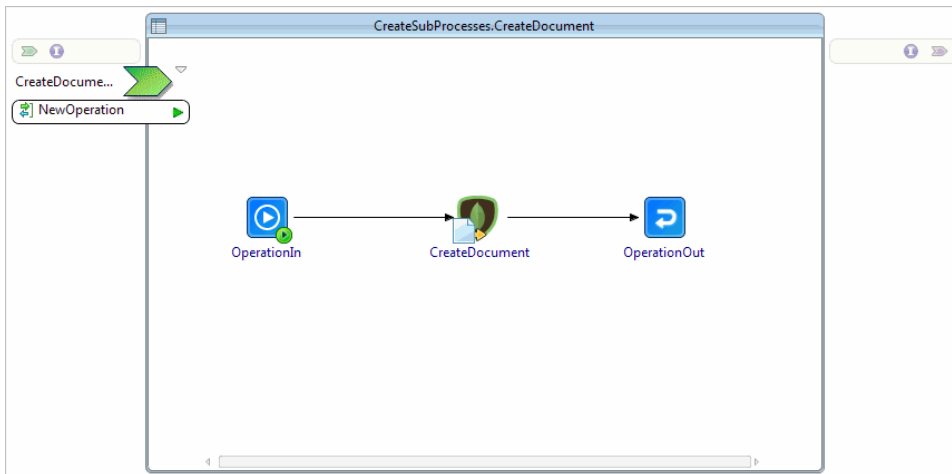 CreateSubProcesses.CreateDocument
CreateDocume...
NewOperation
OperationIn
CreateDocument
OperationOut